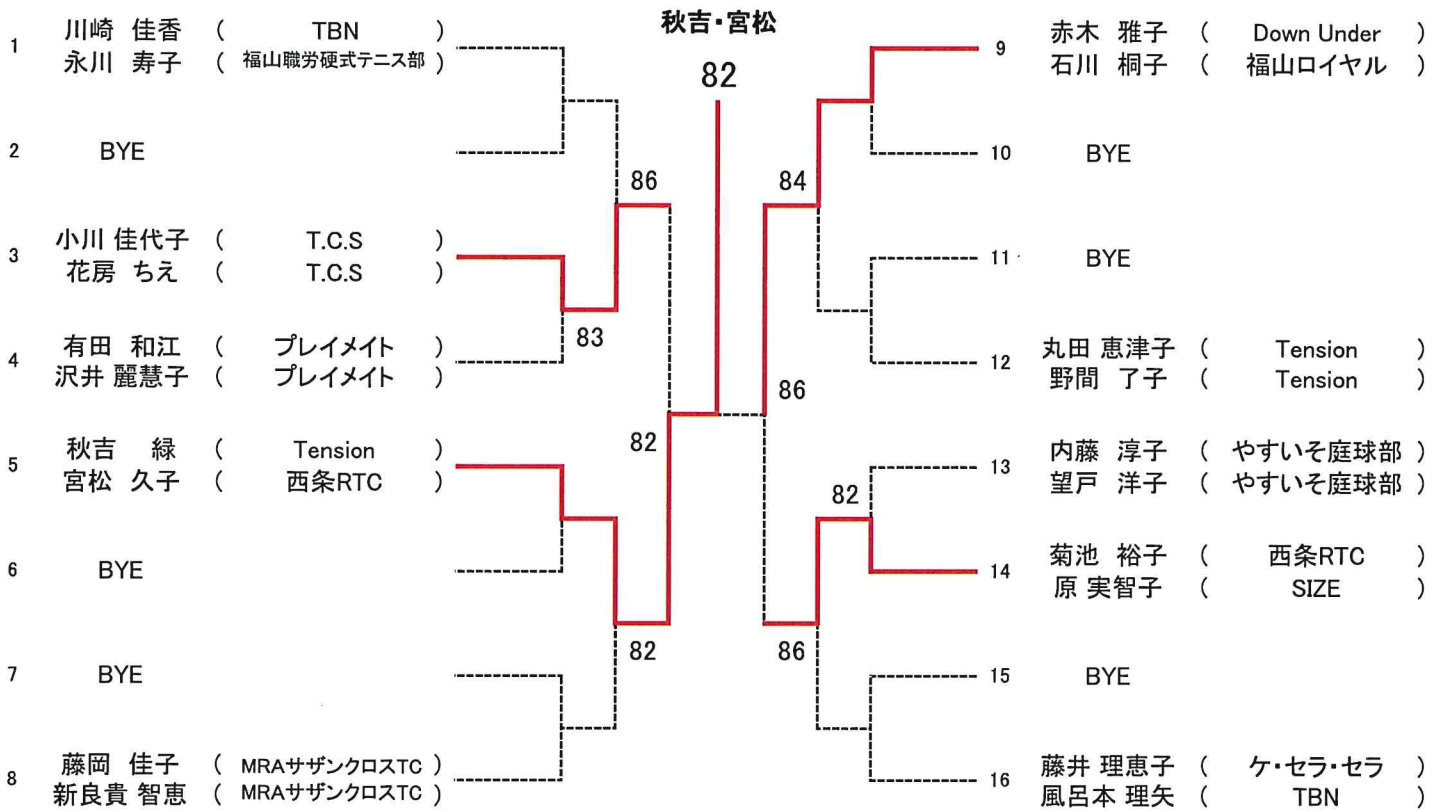 秋吉・宮松
82
1 川崎 佳香 ( TBN )
永川 寿子 ( 福山職労硬式テニス部 )
2 BYE
86
3 小川 佳代子 ( T.C.S )
花房 ちえ ( T.C.S )
83
4 有田 和江 ( プレイメイト )
沢井 麗慧子 ( プレイメイト )
82
5 秋吉 緑 ( Tension )
宮松 久子 ( 西条RTC )
6 BYE
82
7 BYE
8 藤岡 佳子 ( MRAサザンクロスTC )
新良貴 智恵 ( MRAサザンクロスTC )
9 赤木 雅子 ( Down Under )
石川 桐子 ( 福山ロイヤル )
10 BYE
84
11 BYE
12 丸田 恵津子 ( Tension )
野間 了子 ( Tension )
86
13 内藤 淳子 ( やすいそ庭球部 )
望戸 洋子 ( やすいそ庭球部 )
82
14 菊池 裕子 ( 西条RTC )
原 実智子 ( SIZE )
86
15 BYE
16 藤井 理恵子 ( ケ・セラ・セラ )
風呂本 理矢 ( TBN )